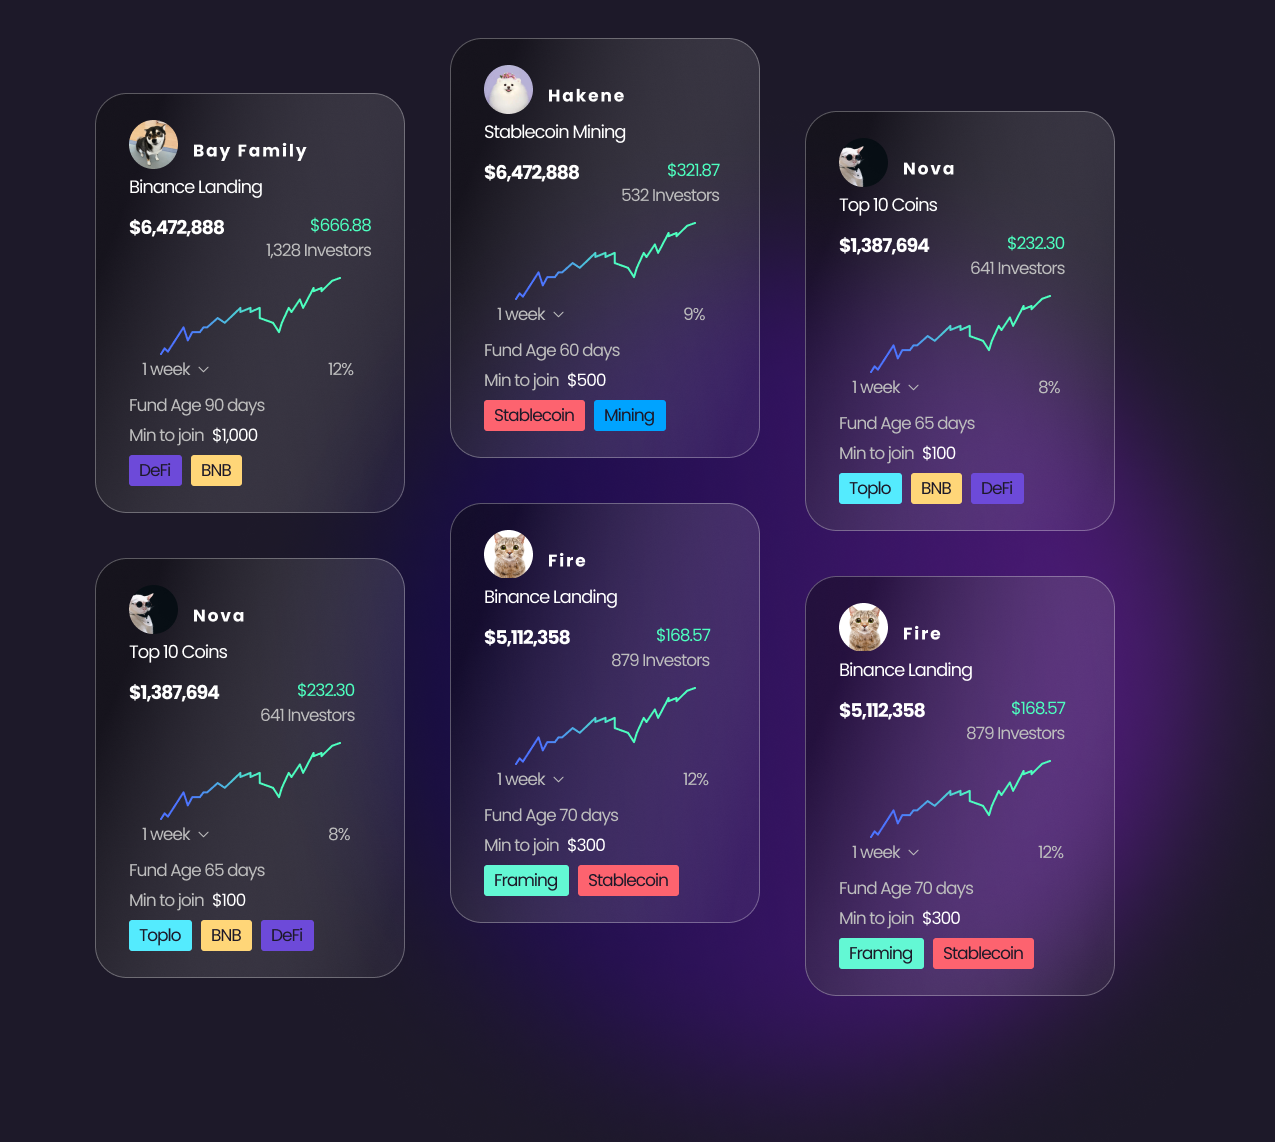 Bay Family
Binance Landing
$6,472,888
$666.88
1,328 Investors
1 week
12%
Fund Age 90 days
Min to join $1,000
DeFi BNB
Hakene
Stablecoin Mining
$6,472,888
$321.87
532 Investors
1 week
9%
Fund Age 60 days
Min to join $500
Stablecoin Mining
Nova
Top 10 Coins
$1,387,694
$232.30
641 Investors
1 week
8%
Fund Age 65 days
Min to join $100
Toplo BNB DeFi
Nova
Top 10 Coins
$1,387,694
$232.30
641 Investors
1 week
8%
Fund Age 65 days
Min to join $100
Toplo BNB DeFi
Fire
Binance Landing
$5,112,358
$168.57
879 Investors
1 week
12%
Fund Age 70 days
Min to join $300
Framing Stablecoin
Fire
Binance Landing
$5,112,358
$168.57
879 Investors
1 week
12%
Fund Age 70 days
Min to join $300
Framing Stablecoin